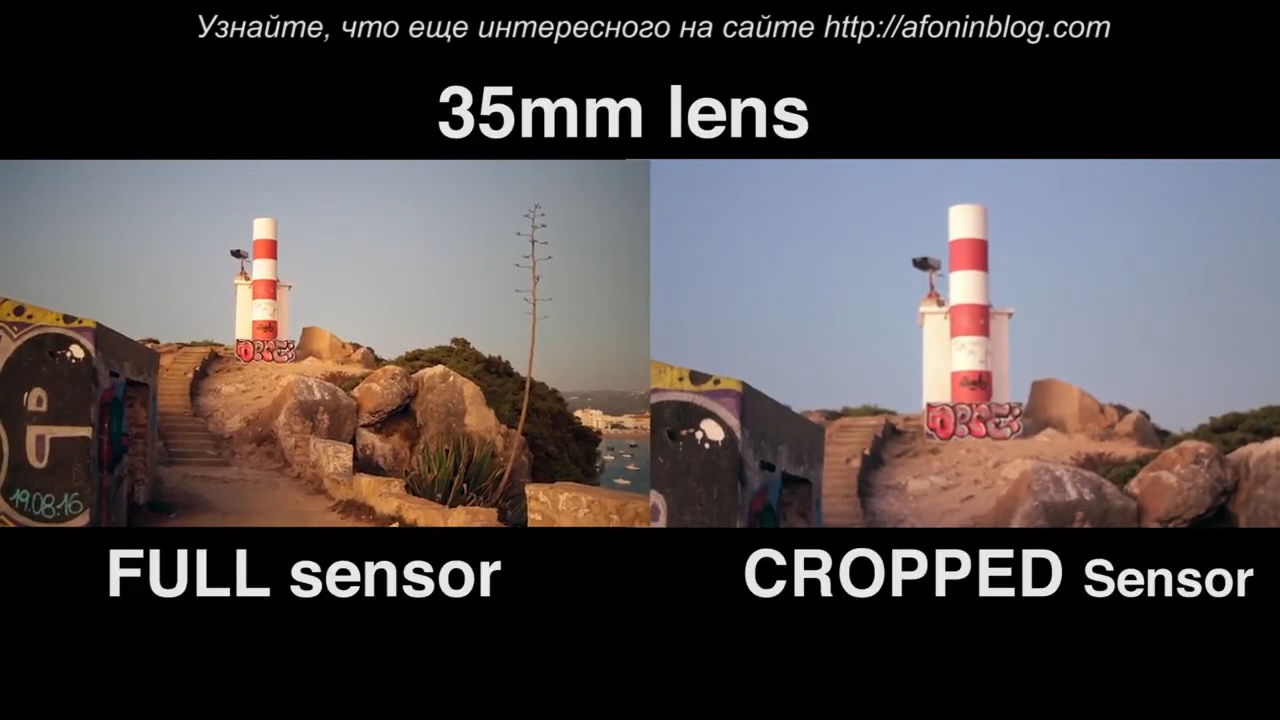 Узнайте, что еще интересного на сайте http://afoninblog.com
35mm lens
19.08.16
FULL sensor
CROPPED Sensor